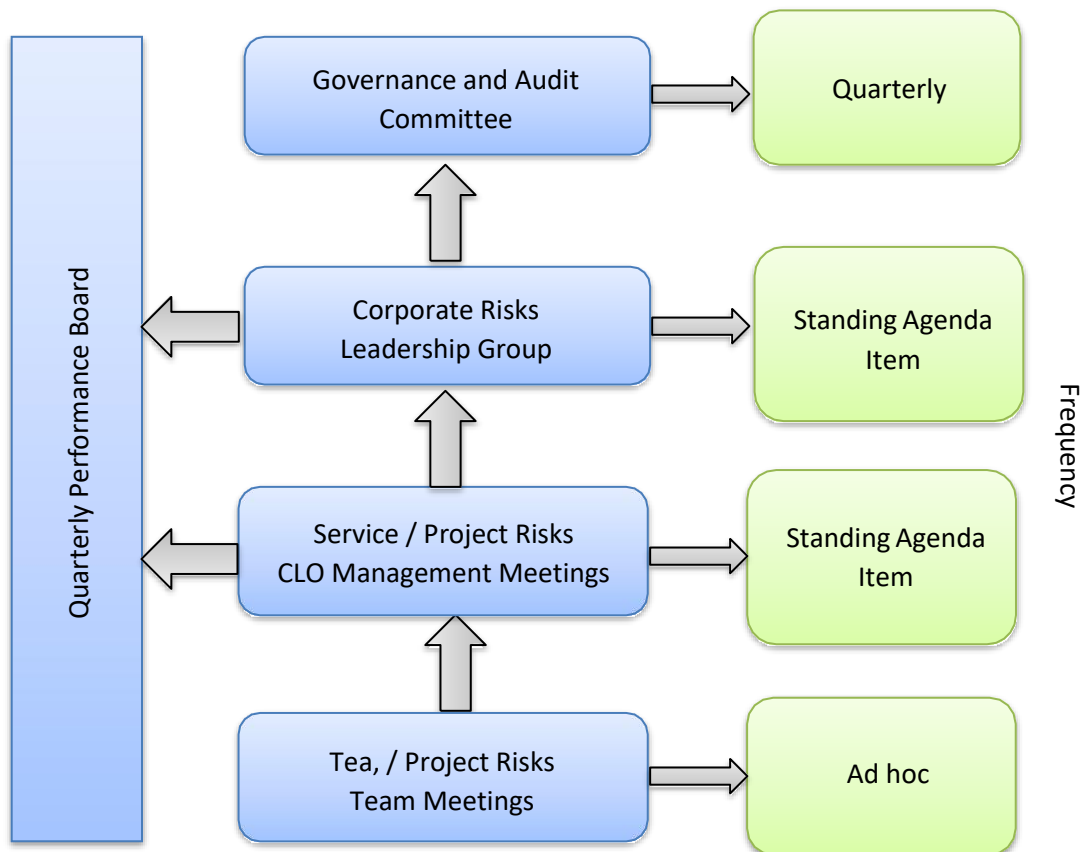 Quarterly Performance Board
Governance and Audit
Committee
Quarterly
Corporate Risks
Leadership Group
Standing Agenda
Item
Service / Project Risks
CLO Management Meetings
Standing Agenda
Item
Tea, / Project Risks
Team Meetings
Ad hoc
Frequency